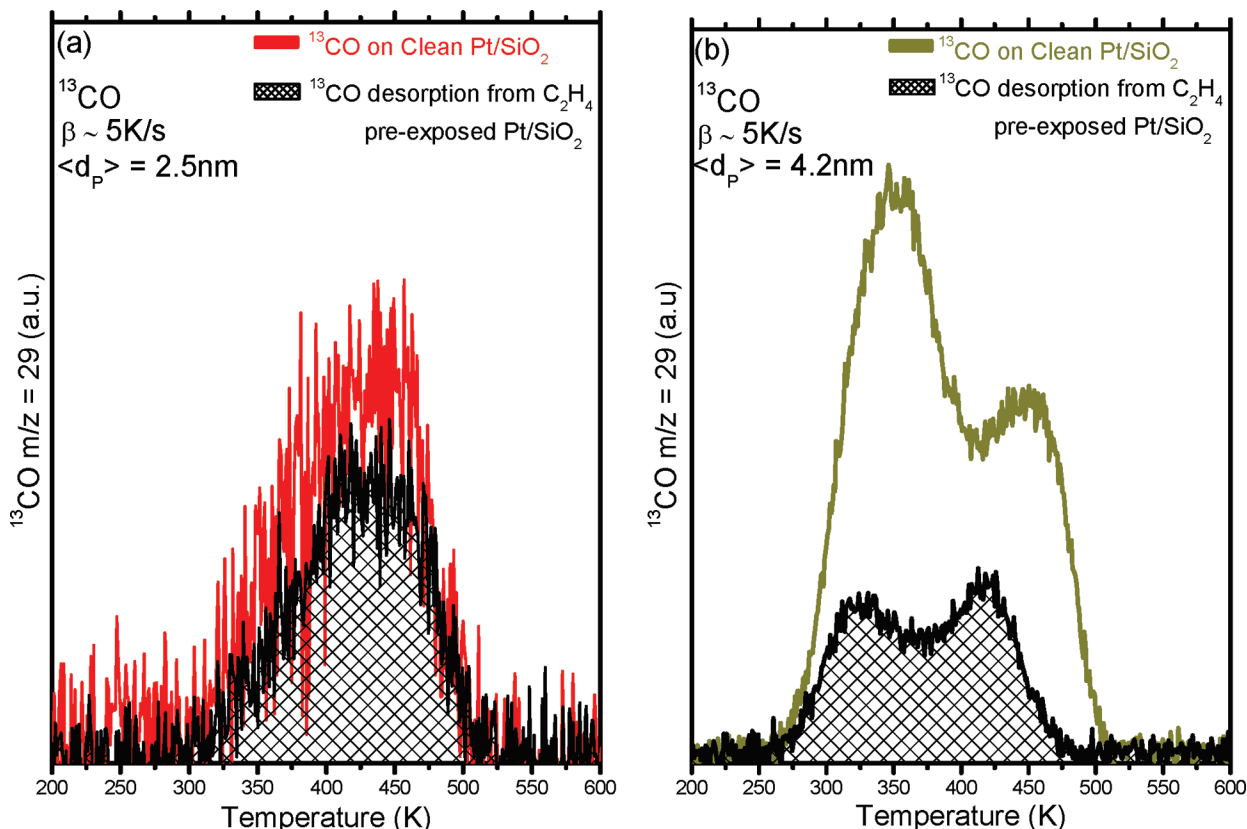 (a)
¹³CO on Clean Pt/SiO₂
¹³CO desorption from C₂H₄
pre-exposed Pt/SiO₂
¹³CO
β ~ 5K/s
<d_P> = 2.5nm
¹³CO m/z = 29 (a.u.)
200 250 300 350 400 450 500 550 600
Temperature (K)
(b)
¹³CO on Clean Pt/SiO₂
¹³CO desorption from C₂H₄
pre-exposed Pt/SiO₂
¹³CO
β ~ 5K/s
<d_P> = 4.2nm
¹³CO m/z = 29 (a.u.)
200 250 300 350 400 450 500 550 600
Temperature (K)